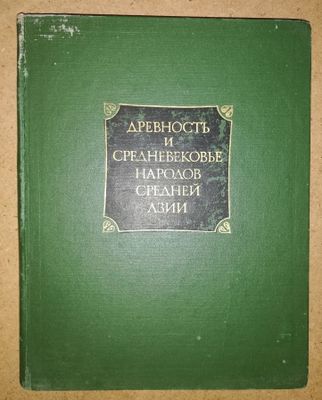 ДРЕВНОСТЬ
И
СРЕДНЕВЕКОВЬЕ
НАРОДОВ
СРЕДНЕЙ
АЗИИ